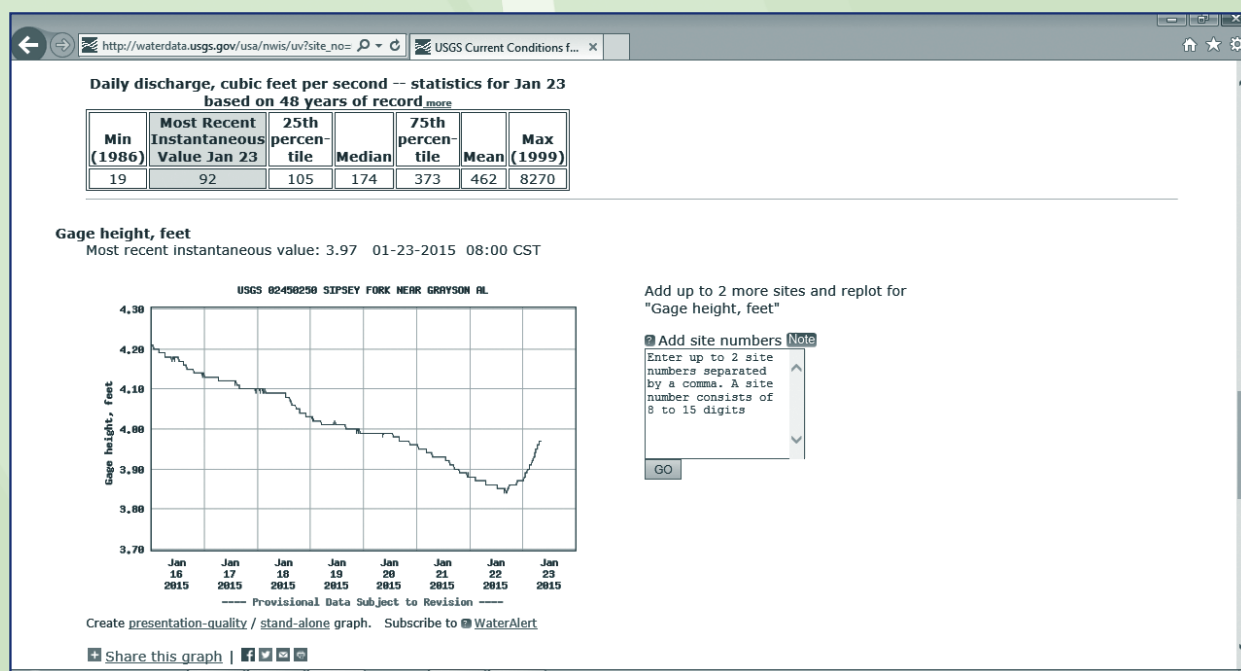 http://waterdata.usgs.gov/usa/nwis/uv?site_no=
USGS Current Conditions f...
Daily discharge, cubic feet per second -- statistics for Jan 23
based on 48 years of record more
Min (1986) Most Recent Instantaneous Value Jan 23 25th percen-tile Median 75th percen-tile Mean Max (1999)
19 92 105 174 373 462 8270
Gage height, feet
Most recent instantaneous value: 3.97 01-23-2015 08:00 CST
USGS 02450250 SIPSEY FORK NEAR GRAYSON AL
4.30
4.20
4.10
4.00
3.90
3.80
3.70
Gage height, feet
Jan Jan Jan Jan Jan Jan Jan Jan
16 17 18 19 20 21 22 23
2015 2015 2015 2015 2015 2015 2015 2015
---- Provisional Data Subject to Revision ----
Create presentation-quality / stand-alone graph. Subscribe to ? WaterAlert
Share this graph |
Add up to 2 more sites and replot for
"Gage height, feet"
? Add site numbers Note
Enter up to 2 site
numbers separated
by a comma. A site
number consists of
8 to 15 digits
GO